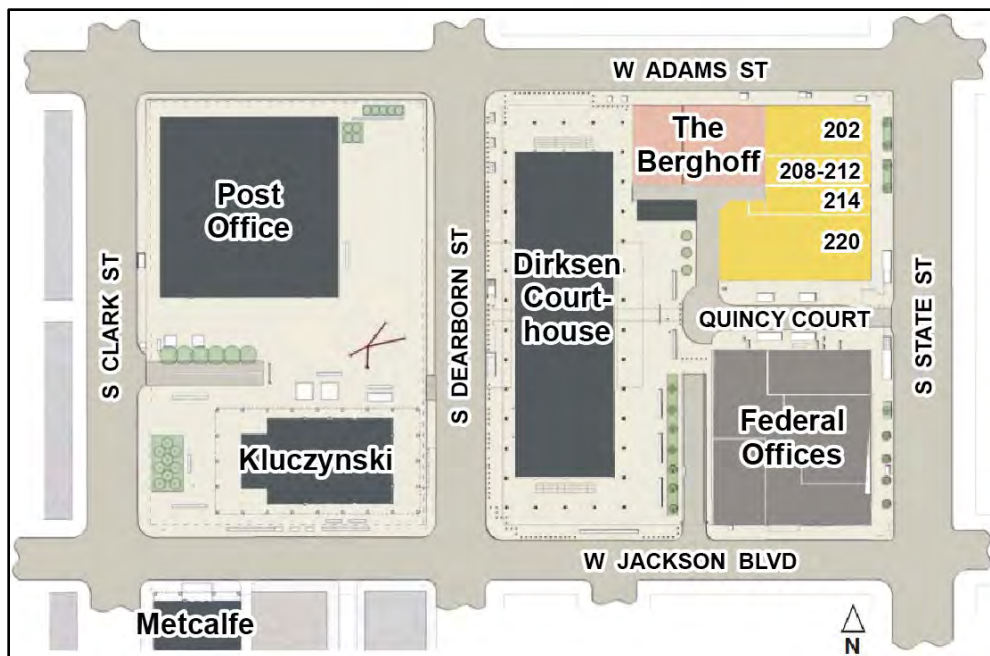 W ADAMS ST
The
Berghoff
202
208-212
214
220
Post
Office
S CLARK ST
S DEARBORN ST
Dirksen
Court-
house
QUINCY COURT
S STATE ST
Federal
Offices
Kluczynski
W JACKSON BLVD
Metcalfe
N